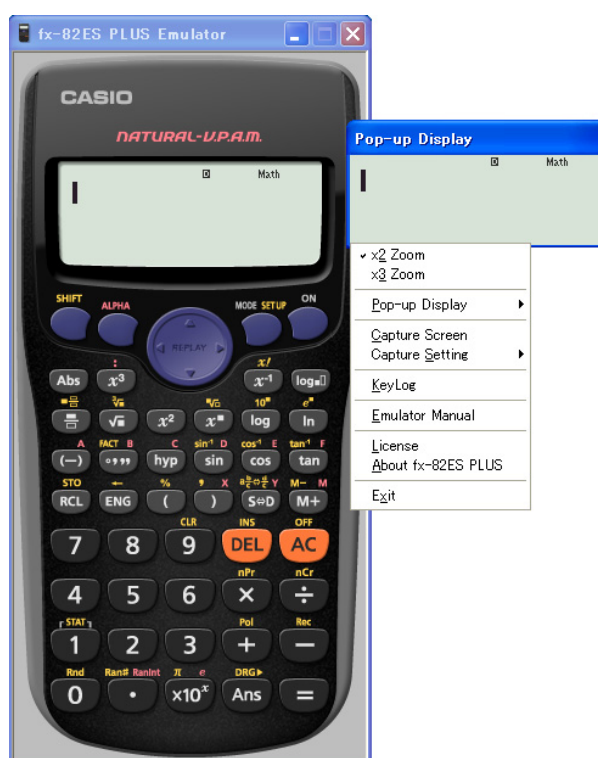 fx-82ES PLUS Emulator
CASIO
NATURAL-V.P.A.M.
D Math
Pop-up Display
D Math
x2 Zoom
x3 Zoom
Pop-up Display
Capture Screen
Capture Setting
KeyLog
Emulator Manual
License
About fx-82ES PLUS
Exit
SHIFT ALPHA MODE SETUP ON
REPLAY
: x!
Abs x³ x⁻¹ log
³√ 10 e
√ x² x log ln
A FACT B C sin⁻¹ D cos⁻¹ E tan⁻¹ F
(−) hyp sin cos tan
STO ← % , X Y M− M
RCL ENG ( ) S⇔D M+
CLR INS OFF
7 8 9 DEL AC
nPr nCr
4 5 6 × ÷
STAT Pol Rec
1 2 3 + −
Rnd Ran# RanInt π e DRG▶
0 • ×10ˣ Ans =